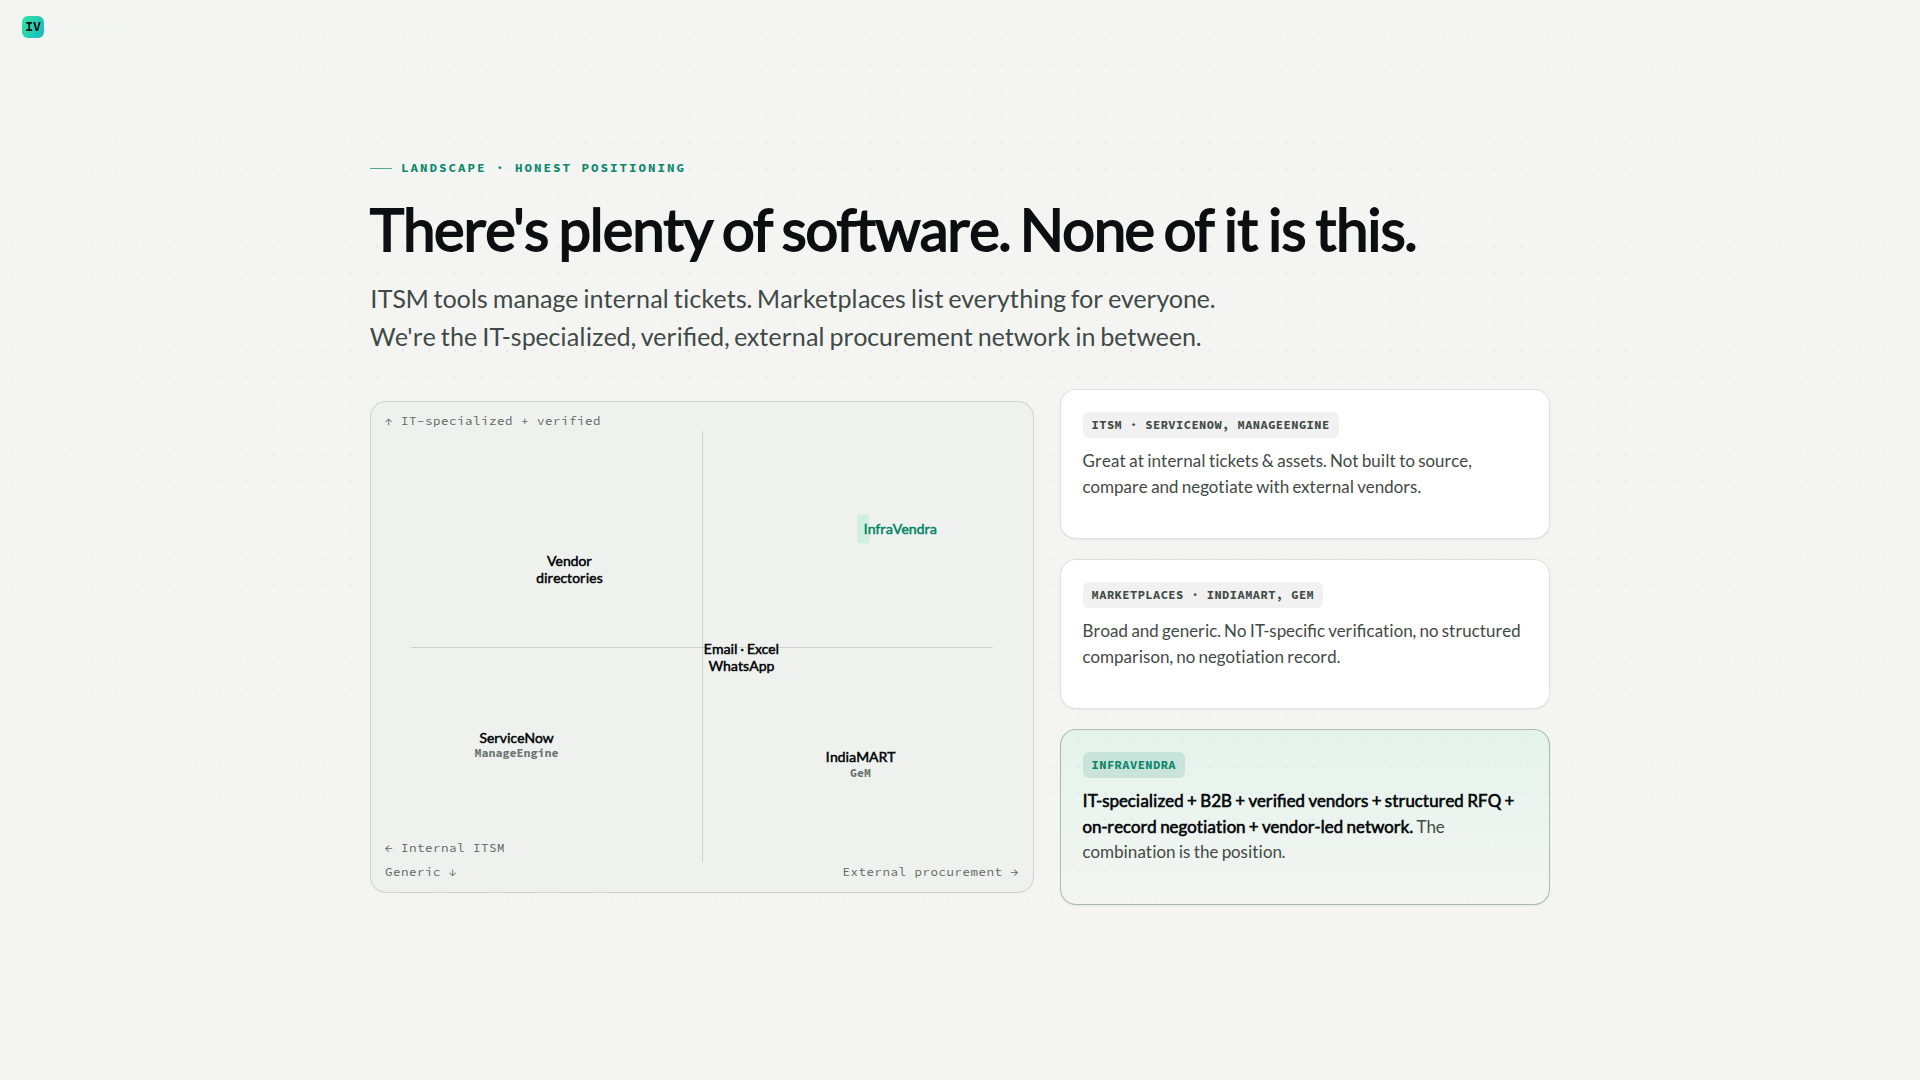 IV
LANDSCAPE · HONEST POSITIONING
There's plenty of software. None of it is this.
ITSM tools manage internal tickets. Marketplaces list everything for everyone.
We're the IT-specialized, verified, external procurement network in between.
↑ IT-specialized + verified
InfraVendra
Vendor
directories
Email · Excel
WhatsApp
ServiceNow
ManageEngine
IndiaMART
GeM
← Internal ITSM
Generic ↓
External procurement →
ITSM · SERVICENOW, MANAGEENGINE
Great at internal tickets & assets. Not built to source,
compare and negotiate with external vendors.
MARKETPLACES · INDIAMART, GEM
Broad and generic. No IT-specific verification, no structured
comparison, no negotiation record.
INFRAVENDRA
IT-specialized + B2B + verified vendors + structured RFQ +
on-record negotiation + vendor-led network. The
combination is the position.